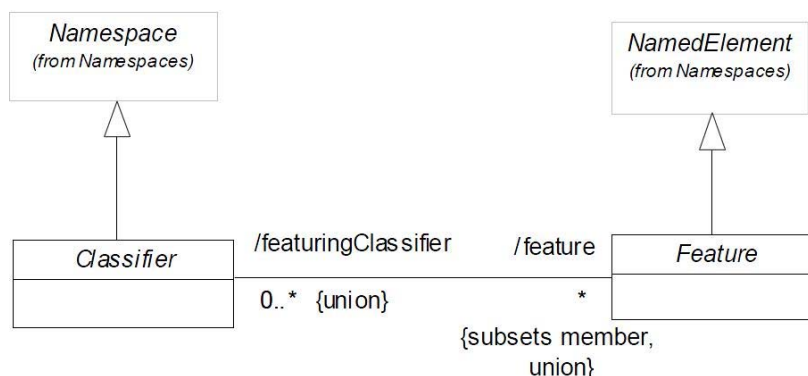 Namespace
(from Namespaces)
NamedElement
(from Namespaces)
Classifier
/featuringClassifier
/feature
Feature
0..* {union}
*
{subsets member,
union}